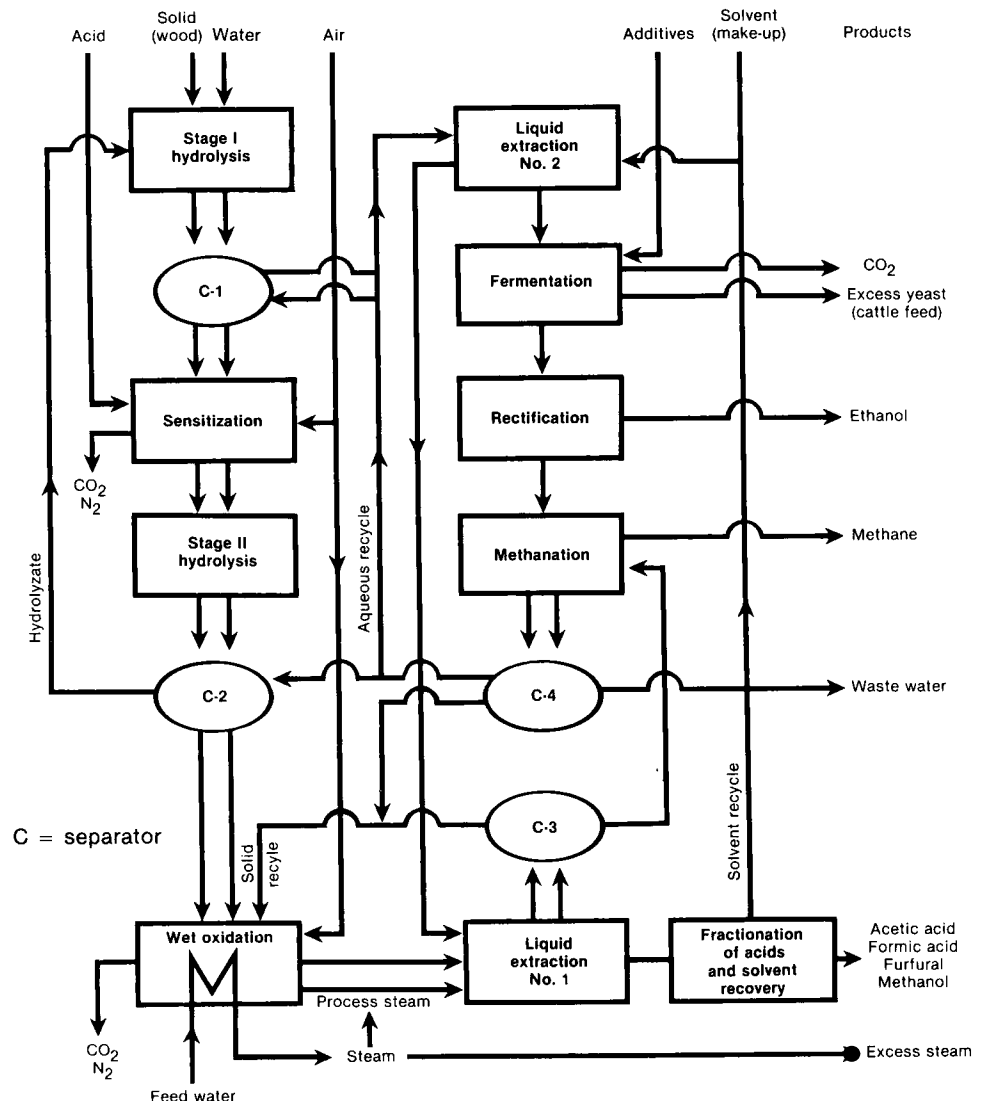 Acid
Solid
(wood)
Water
Air
Additives
Solvent
(make-up)
Products
Stage I
hydrolysis
Liquid
extraction
No. 2
C-1
Fermentation
CO2
Excess yeast
(cattle feed)
Sensitization
Rectification
Ethanol
CO2
N2
Stage II
hydrolysis
Aqueous recycle
Methanation
Methane
Hydrolyzate
C-2
C-4
Waste water
C = separator
Solid
recyle
C-3
Solvent recycle
Wet oxidation
Liquid
extraction
No. 1
Fractionation
of acids
and solvent
recovery
Acetic acid
Formic acid
Furfural
Methanol
Process steam
CO2
N2
Steam
Excess steam
Feed water